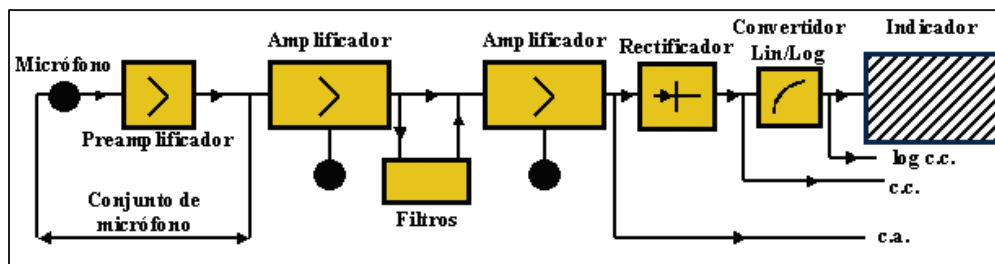 Micrófono
Preamplificador
Conjunto de
micrófono
Amplificador
Filtros
Amplificador
Rectificador
Convertidor
Lin/Log
Indicador
log c.c.
c.c.
c.a.